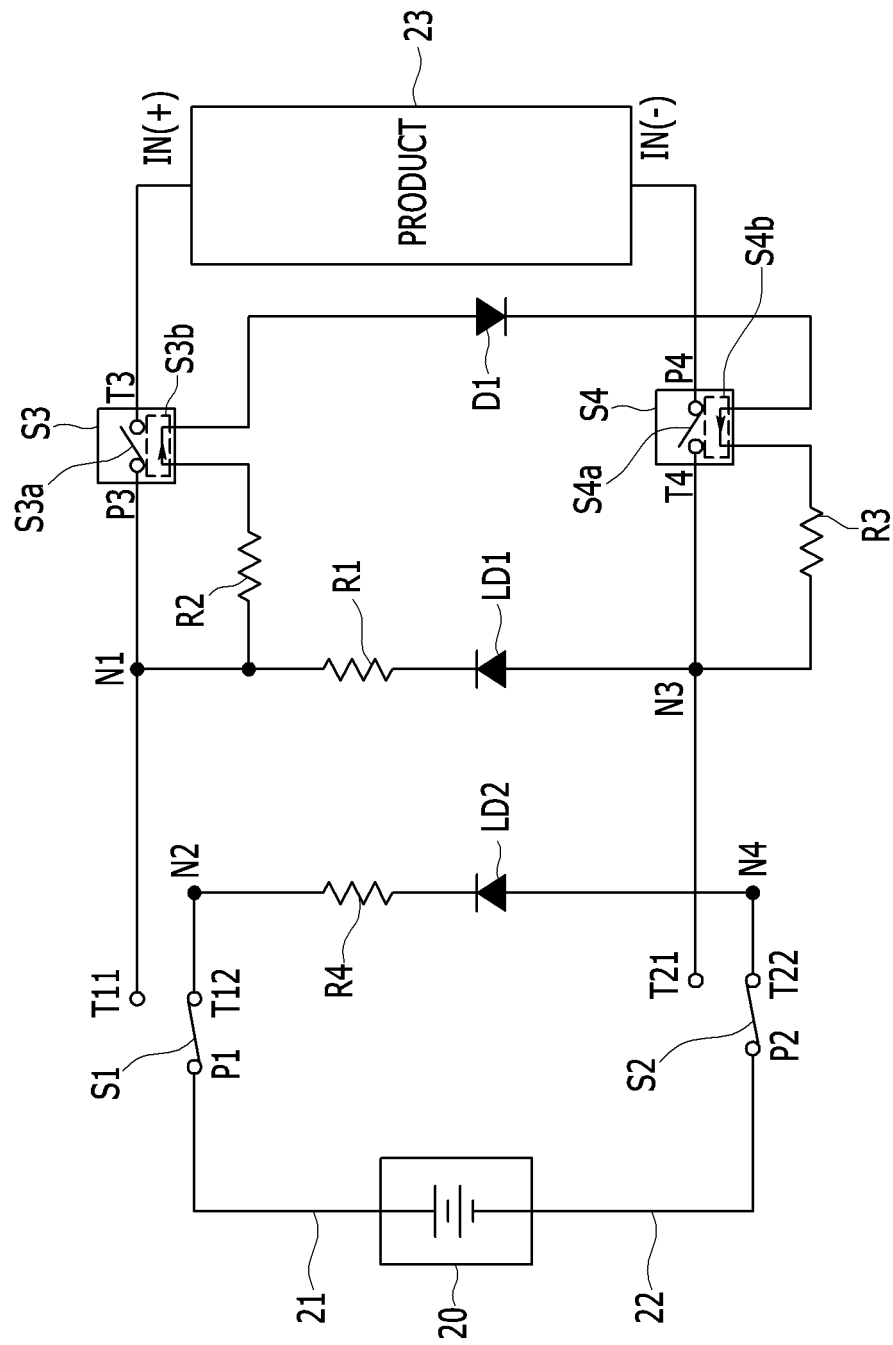 23
IN(+)
PRODUCT
IN(-)
S3
T3
S3b
S3a
P3
D1
S4
P4
S4b
S4a
T4
R2
R1
LD1
R3
N1
N3
N2
LD2
N4
R4
T11
T12
T21
T22
S1
P1
S2
P2
21
20
22